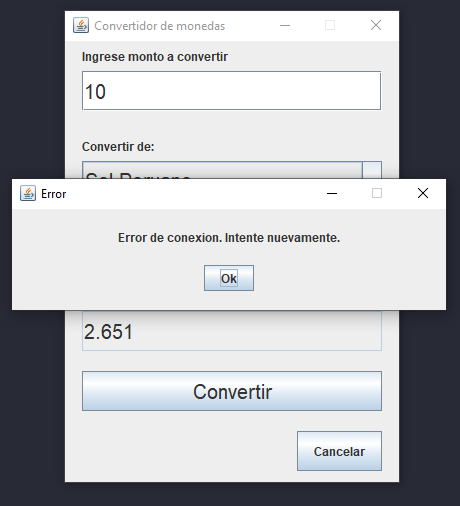 Convertidor de monedas
Ingrese monto a convertir
10
Convertir de:
Sol Peruano
Error
Error de conexion. Intente nuevamente.
Ok
2.651
Convertir
Cancelar